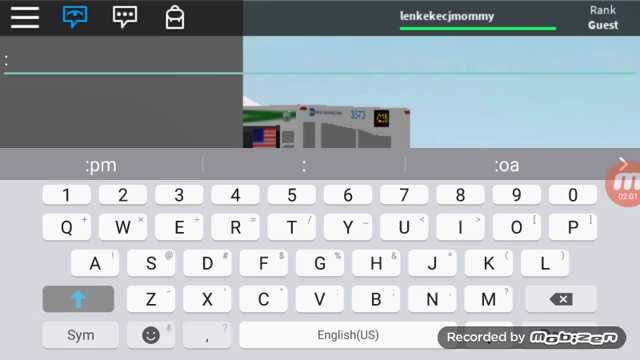 lenkekecjmommy
Rank
Guest
:
3373
:pm : :oa
02:01
1 2 3 4 5 6 7 8 9 0
Q + W × E ÷ R = T / Y _ U < I > O [ P ]
A ! S @ D # F $ G % H & J * K ( L )
Z - X ' C " V : B ; N , M ?
Sym , ? English(US)
Recorded by
mobizen